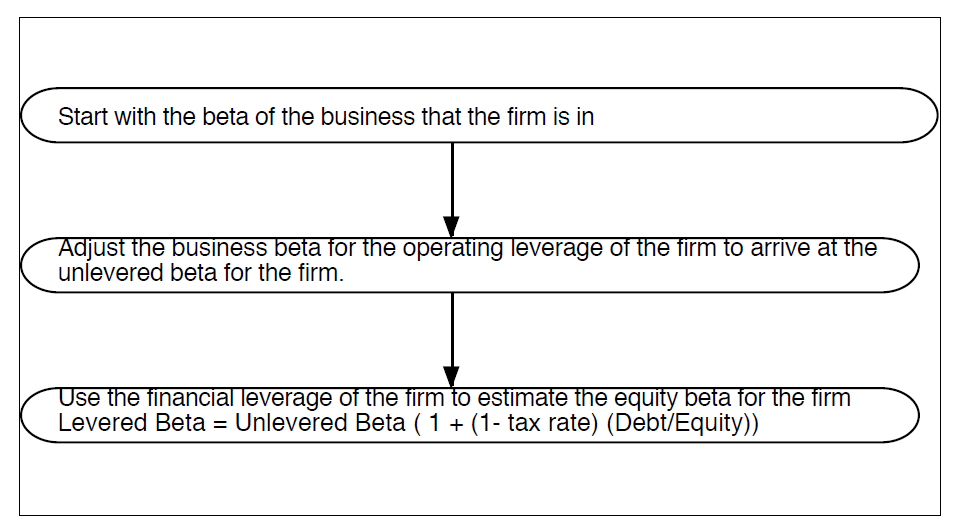 Start with the beta of the business that the firm is in
Adjust the business beta for the operating leverage of the firm to arrive at the
unlevered beta for the firm.
Use the financial leverage of the firm to estimate the equity beta for the firm
Levered Beta = Unlevered Beta ( 1 + (1- tax rate) (Debt/Equity))